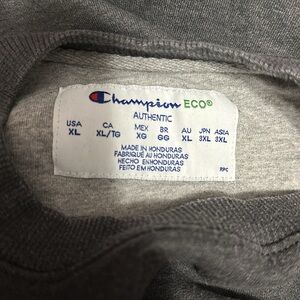 Champion ECO®
AUTHENTIC
USA CA MEX BR AU JPN ASIA
XL XL/TG XG GG XL 3XL 3XL
MADE IN HONDURAS
FABRIQUÉ AU HONDURAS
HECHO EN HONDURAS
FEITO EM HONDURAS
PPC